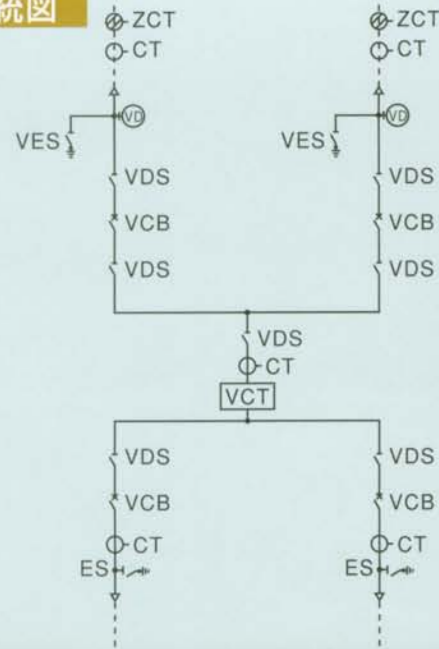 統図
ZCT ZCT
CT CT
VD VD
VES VES
VDS VDS
VCB VCB
VDS VDS
VDS
CT
VCT
VDS VDS
VCB VCB
CT CT
ES ES